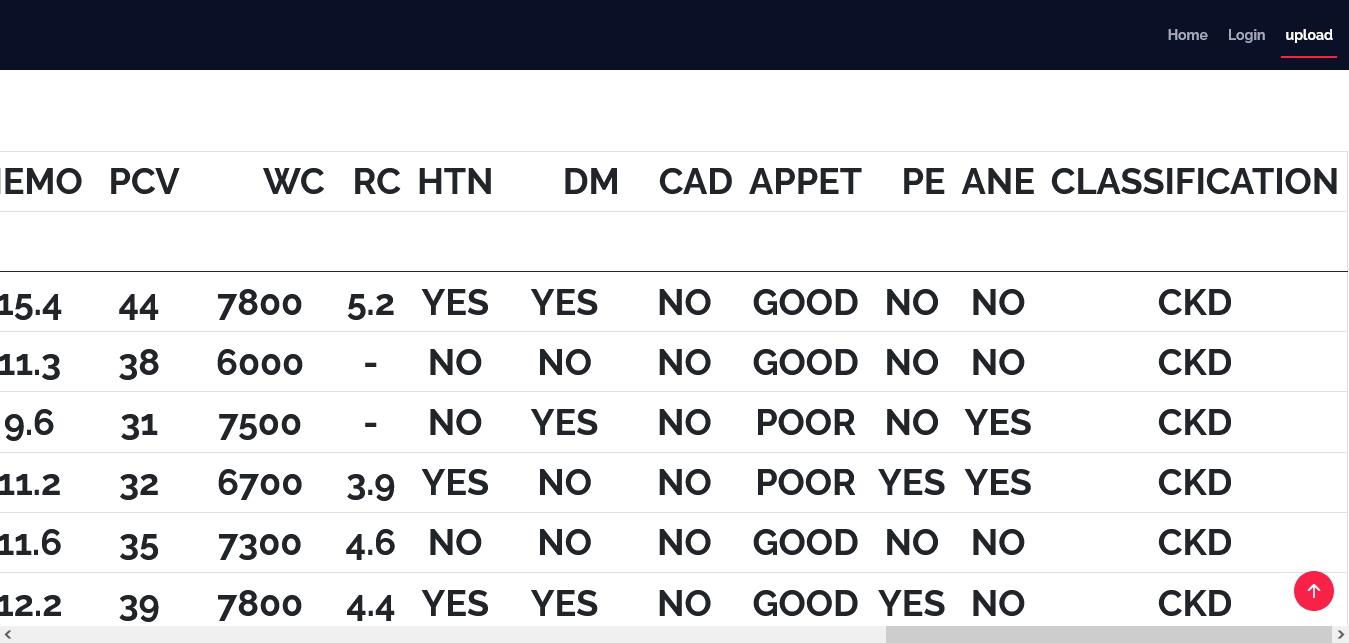 Home Login upload
EMO PCV WC RC HTN DM CAD APPET PE ANE CLASSIFICATION
15.4 44 7800 5.2 YES YES NO GOOD NO NO CKD
11.3 38 6000 - NO NO NO GOOD NO NO CKD
9.6 31 7500 - NO YES NO POOR NO YES CKD
11.2 32 6700 3.9 YES NO NO POOR YES YES CKD
11.6 35 7300 4.6 NO NO NO GOOD NO NO CKD
12.2 39 7800 4.4 YES YES NO GOOD YES NO CKD